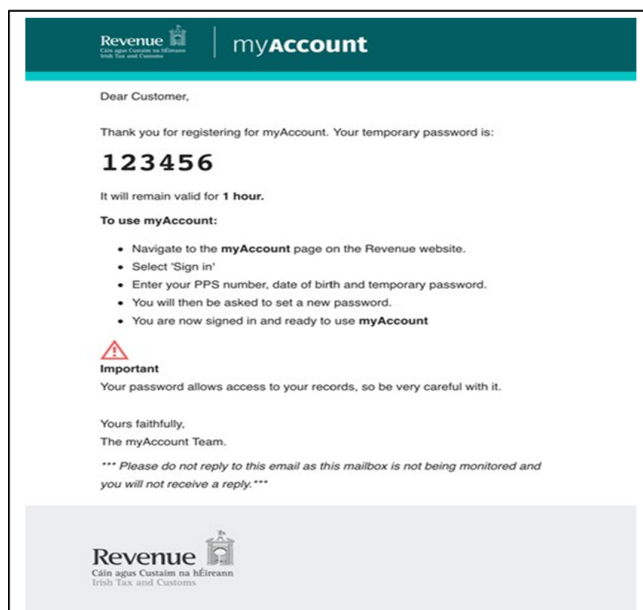 Revenue
Cáin agus Custaim na hÉireann
Irish Tax and Customs
myAccount
Dear Customer,
Thank you for registering for myAccount. Your temporary password is:
123456
It will remain valid for 1 hour.
To use myAccount:
• Navigate to the myAccount page on the Revenue website.
• Select 'Sign in'
• Enter your PPS number, date of birth and temporary password.
• You will then be asked to set a new password.
• You are now signed in and ready to use myAccount
Important
Your password allows access to your records, so be very careful with it.
Yours faithfully,
The myAccount Team.
*** Please do not reply to this email as this mailbox is not being monitored and
you will not receive a reply.***
Revenue
Cáin agus Custaim na hÉireann
Irish Tax and Customs